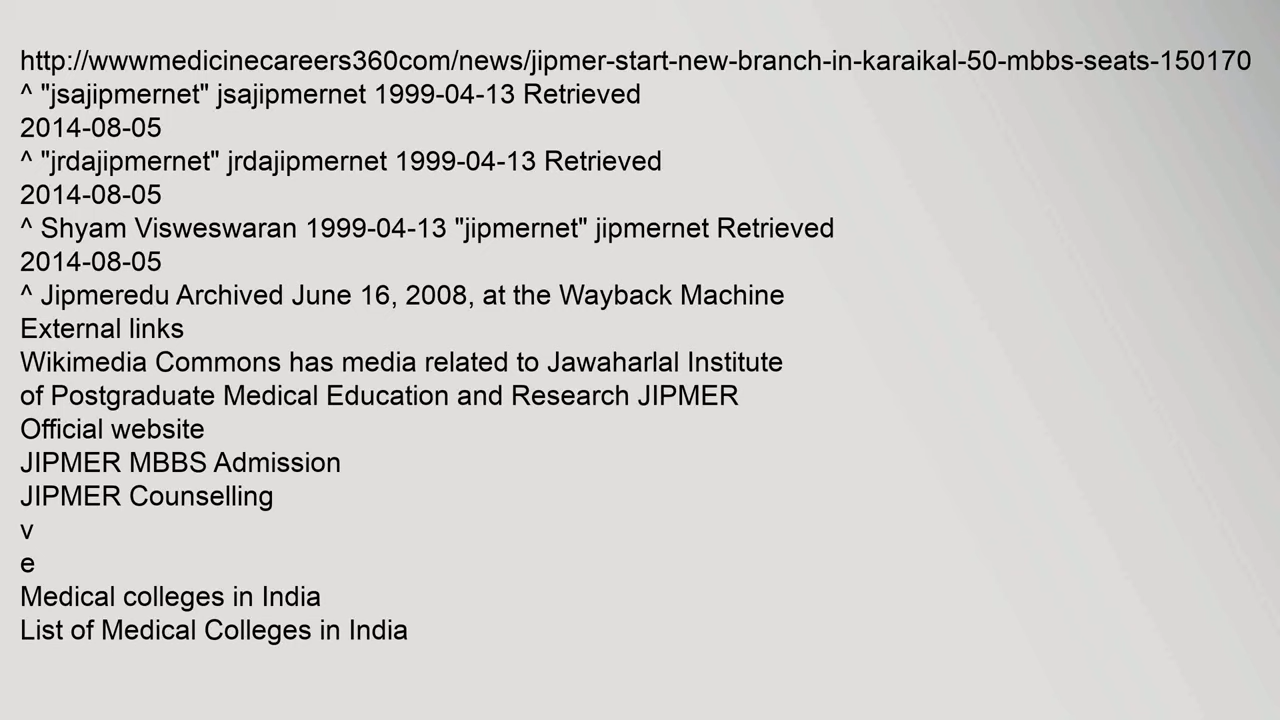 http://wwwmedicinecareers360com/news/jipmer-start-new-branch-in-karaikal-50-mbbs-seats-150170
^ "jsajipmernet" jsajipmernet 1999-04-13 Retrieved
2014-08-05
^ "jrdajipmernet" jrdajipmernet 1999-04-13 Retrieved
2014-08-05
^ Shyam Visweswaran 1999-04-13 "jipmernet" jipmernet Retrieved
2014-08-05
^ Jipmeredu Archived June 16, 2008, at the Wayback Machine
External links
Wikimedia Commons has media related to Jawaharlal Institute
of Postgraduate Medical Education and Research JIPMER
Official website
JIPMER MBBS Admission
JIPMER Counselling
v
e
Medical colleges in India
List of Medical Colleges in India